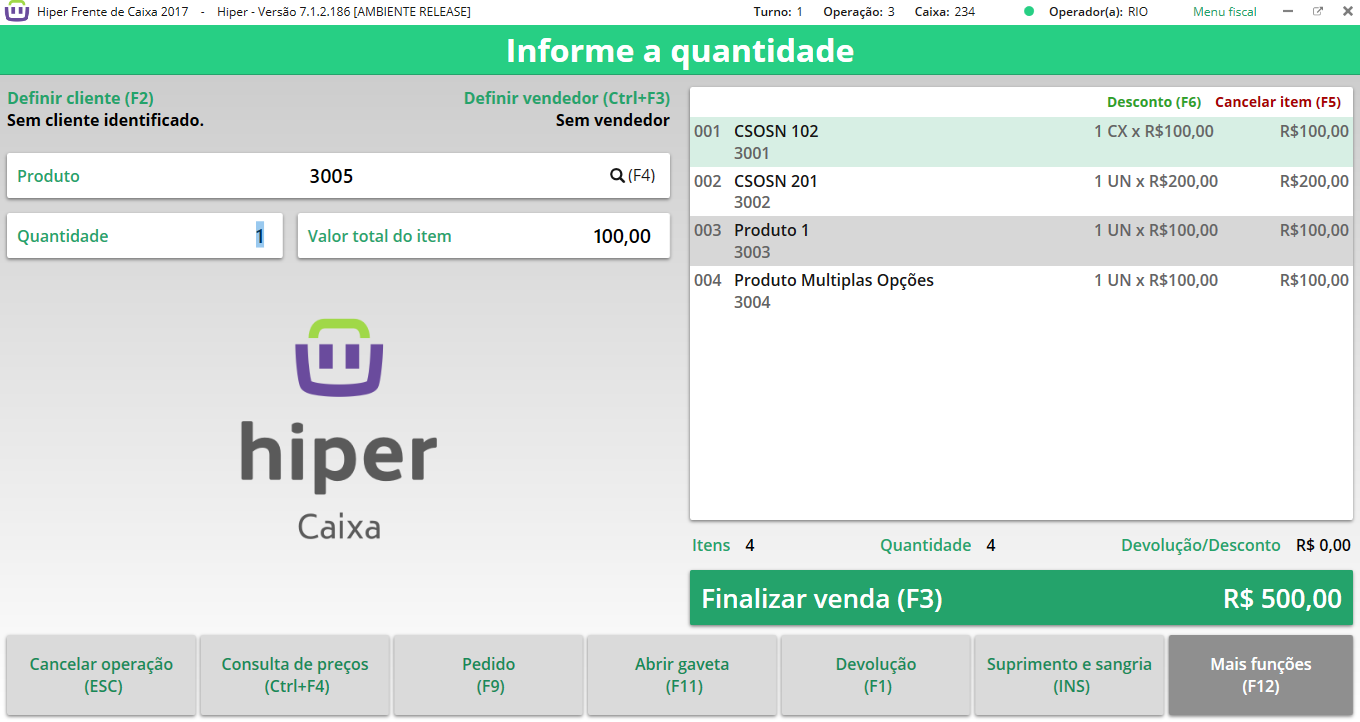 Hiper Frente de Caixa 2017 - Hiper - Versão 7.1.2.186 [AMBIENTE RELEASE] Turno: 1 Operação: 3 Caixa: 234 Operador(a): RIO Menu fiscal
Informe a quantidade
Definir cliente (F2) Definir vendedor (Ctrl+F3)
Sem cliente identificado. Sem vendedor
Produto 3005 (F4)
Quantidade 1 Valor total do item 100,00
hiper
Caixa
Desconto (F6) Cancelar item (F5)
001 CSOSN 102 1 CX x R$100,00 R$100,00
3001
002 CSOSN 201 1 UN x R$200,00 R$200,00
3002
003 Produto 1 1 UN x R$100,00 R$100,00
3003
004 Produto Multiplas Opções 1 UN x R$100,00 R$100,00
3004
Itens 4 Quantidade 4 Devolução/Desconto R$ 0,00
Finalizar venda (F3) R$ 500,00
Cancelar operação Consulta de preços Pedido Abrir gaveta Devolução Suprimento e sangria Mais funções
(ESC) (Ctrl+F4) (F9) (F11) (F1) (INS) (F12)